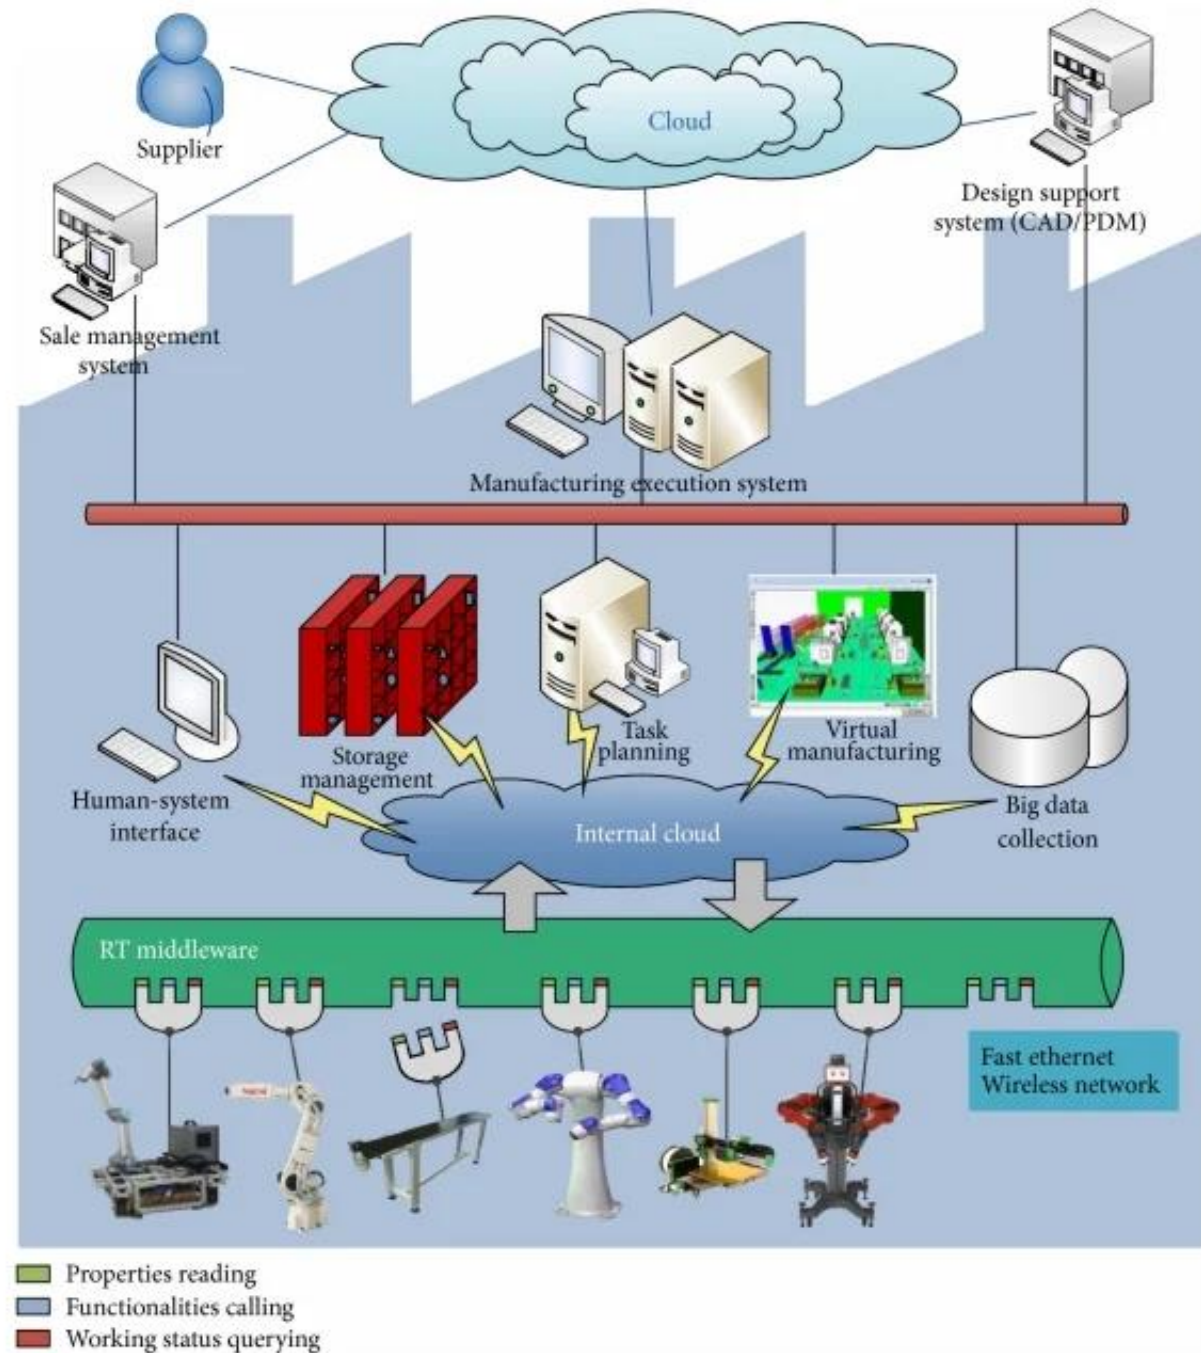 Cloud
Supplier
Design support
system (CAD/PDM)
Sale management
system
Manufacturing execution system
Task
planning
Virtual
manufacturing
Storage
management
Human-system
interface
Big data
collection
Internal cloud
RT middleware
Fast ethernet
Wireless network
Properties reading
Functionalities calling
Working status querying